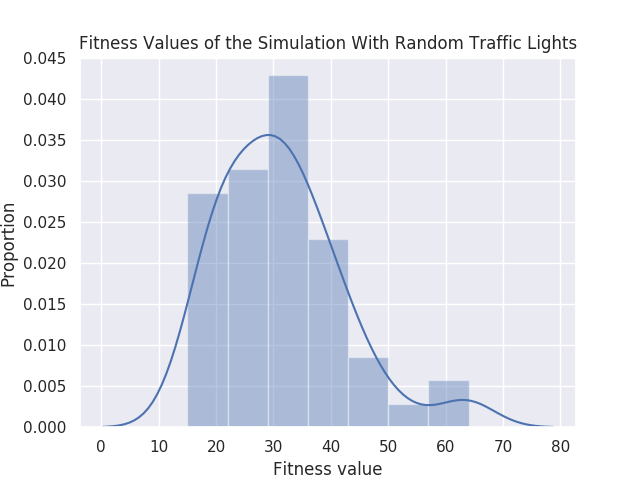 Fitness Values of the Simulation With Random Traffic Lights
0.045
0.040
0.035
0.030
0.025
0.020
0.015
0.010
0.005
0.000
Proportion
0 10 20 30 40 50 60 70 80
Fitness value